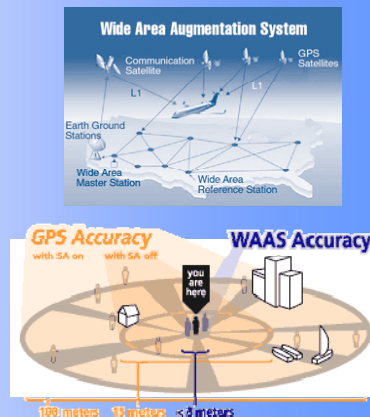 Wide Area Augmentation System
Communication
Satellite
GPS
Satellites
L1
L1
Earth Ground
Stations
Wide Area
Master Station
Wide Area
Reference Station
GPS Accuracy
with SA on with SA off
WAAS Accuracy
you
are
here
100 meters 15 meters < 3 meters